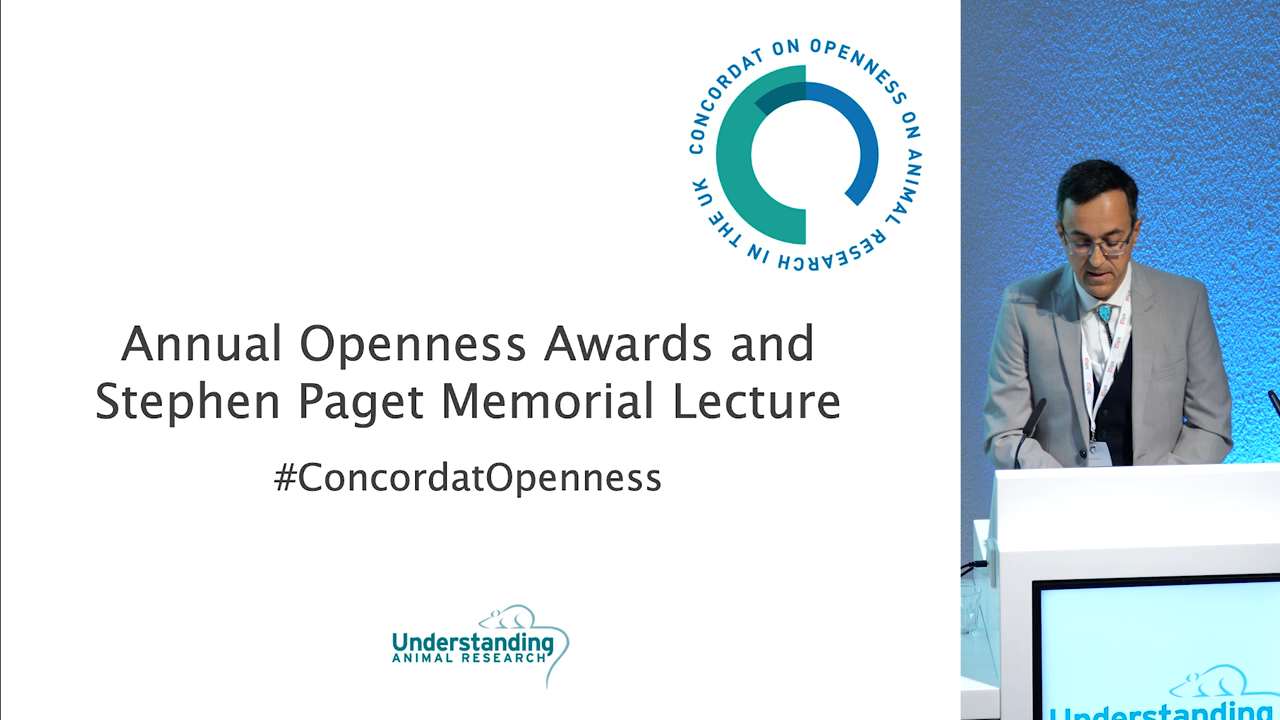 CONCORDAT ON OPENNESS ON ANIMAL RESEARCH IN THE UK
Annual Openness Awards and
Stephen Paget Memorial Lecture
#ConcordatOpenness
Understanding
ANIMAL RESEARCH
Understanding